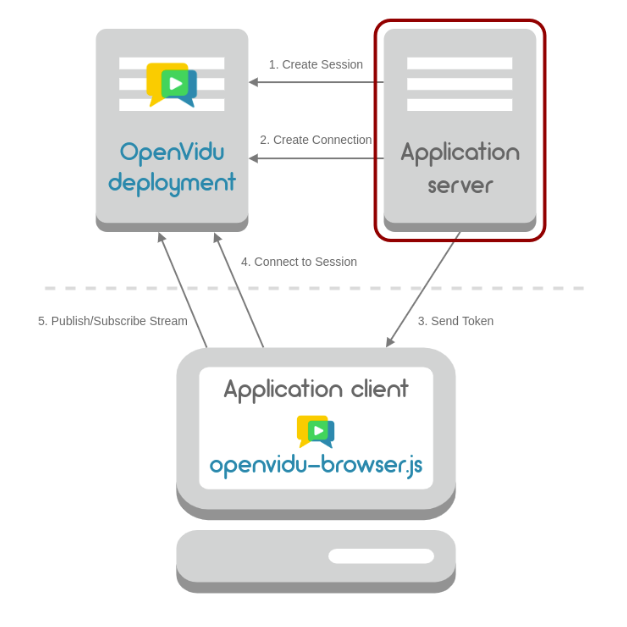 1. Create Session
2. Create Connection
OpenVidu
deployment
Application
server
4. Connect to Session
5. Publish/Subscribe Stream
3. Send Token
Application client
openvidu-browser.js